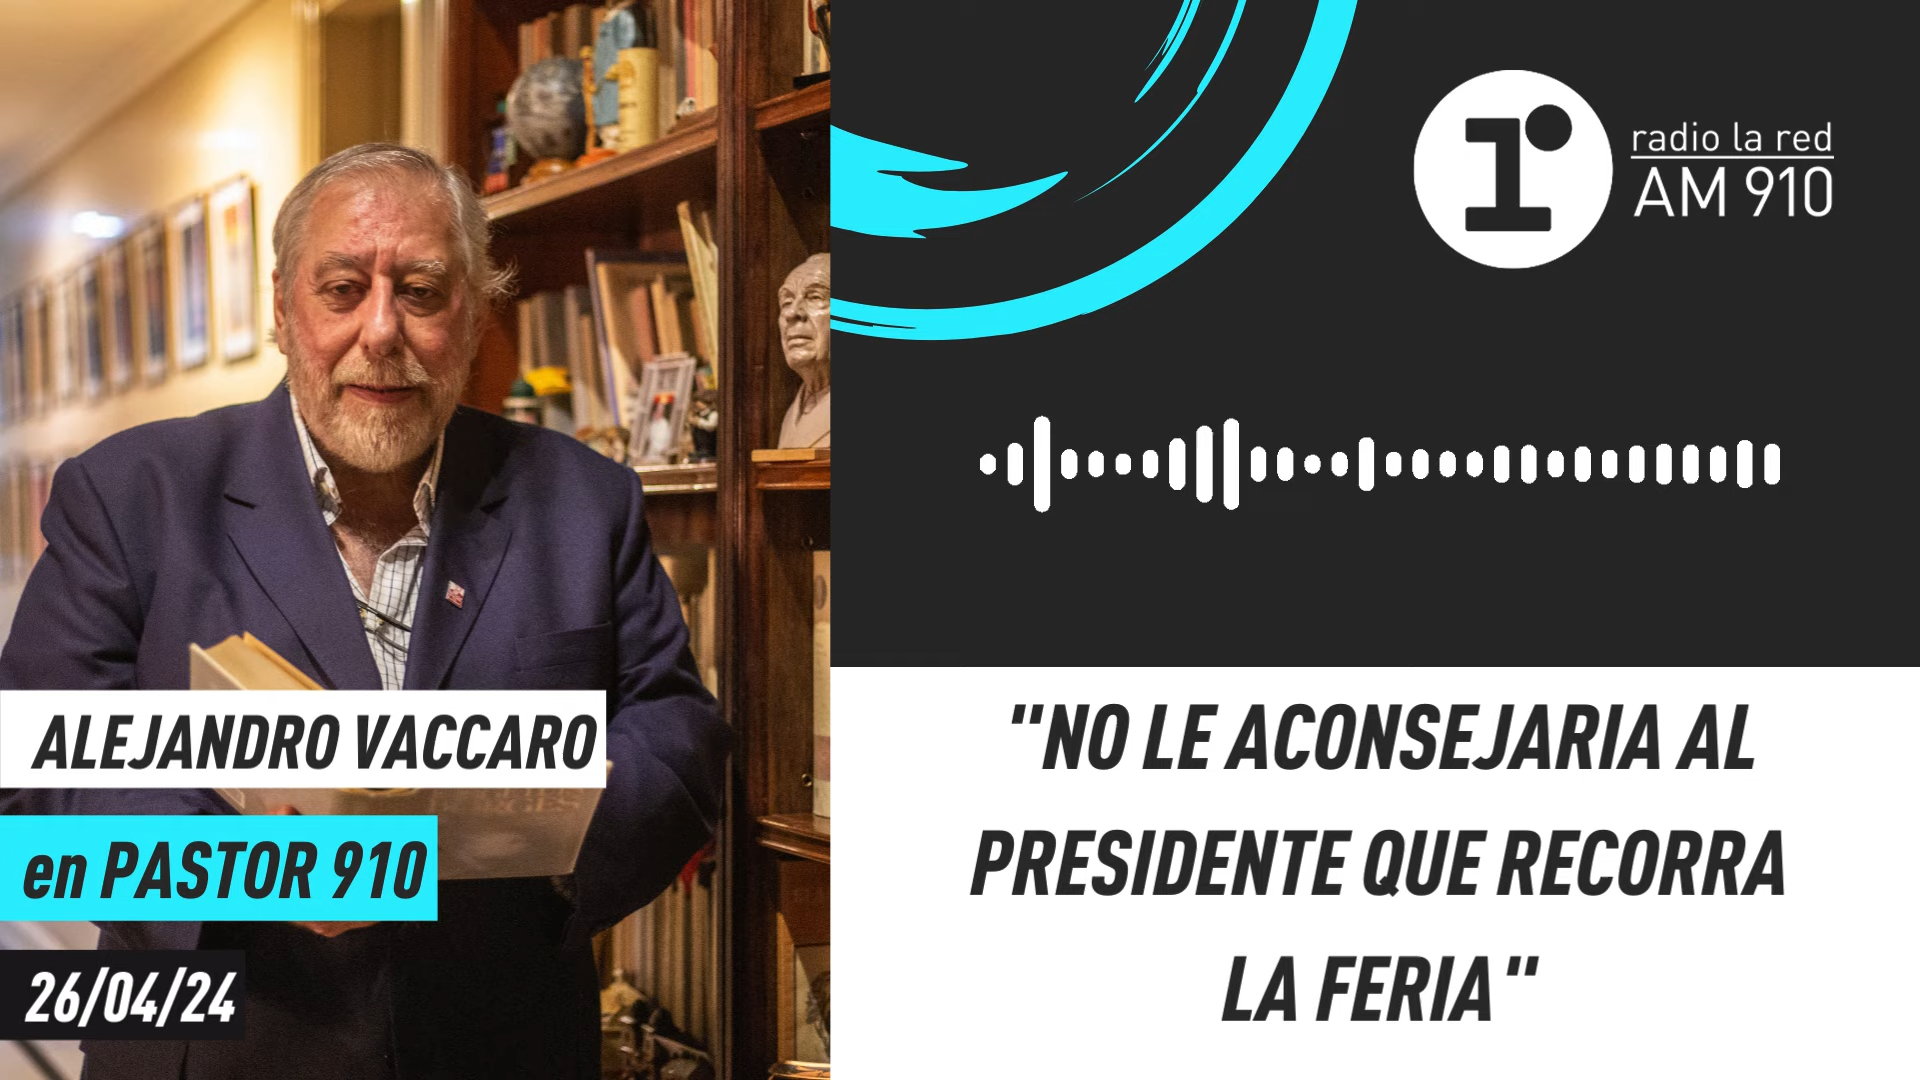 radio la red
AM 910
ALEJANDRO VACCARO
en PASTOR 910
26/04/24
"NO LE ACONSEJARIA AL
PRESIDENTE QUE RECORRA
LA FERIA"